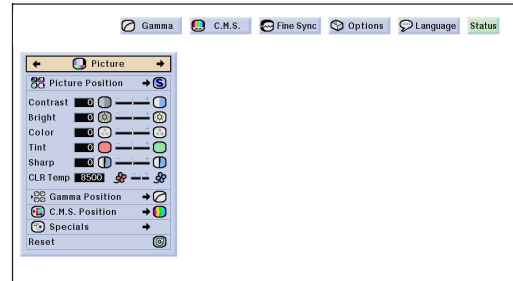 Gamma C.M.S. Fine Sync Options Language Status
Picture
Picture Position S
Contrast 0
Bright 0
Color 0
Tint 0
Sharp 0
CLR Temp 8500
Gamma Position
C.M.S. Position
Specials
Reset